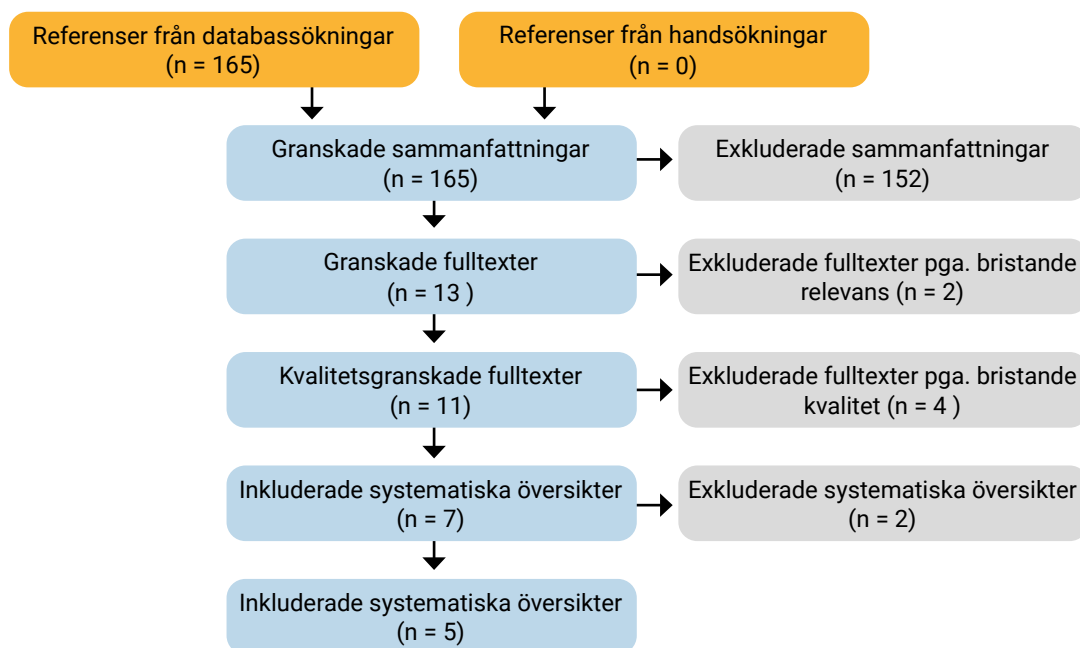 Referenser från databassökningar
(n = 165)
Referenser från handsökningar
(n = 0)
Granskade sammanfattningar
(n = 165)
Exkluderade sammanfattningar
(n = 152)
Granskade fulltexter
(n = 13 )
Exkluderade fulltexter pga. bristande
relevans (n = 2)
Kvalitetsgranskade fulltexter
(n = 11)
Exkluderade fulltexter pga. bristande
kvalitet (n = 4 )
Inkluderade systematiska översikter
(n = 7)
Exkluderade systematiska översikter
(n = 2)
Inkluderade systematiska översikter
(n = 5)